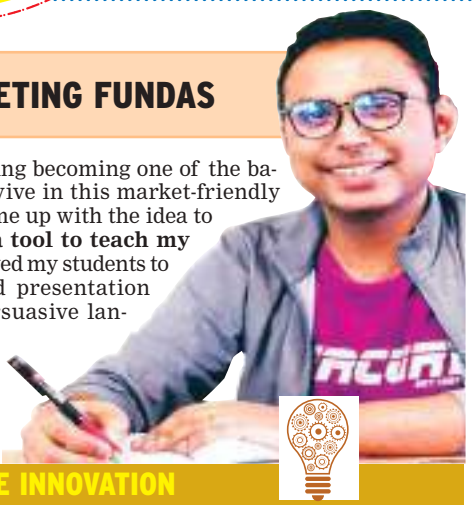 ETING FUNDAS
ng becoming one of the ba-
vive in this market-friendly
me up with the idea to
tool to teach my
ed my students to
d presentation
suasive lan-
E INNOVATION